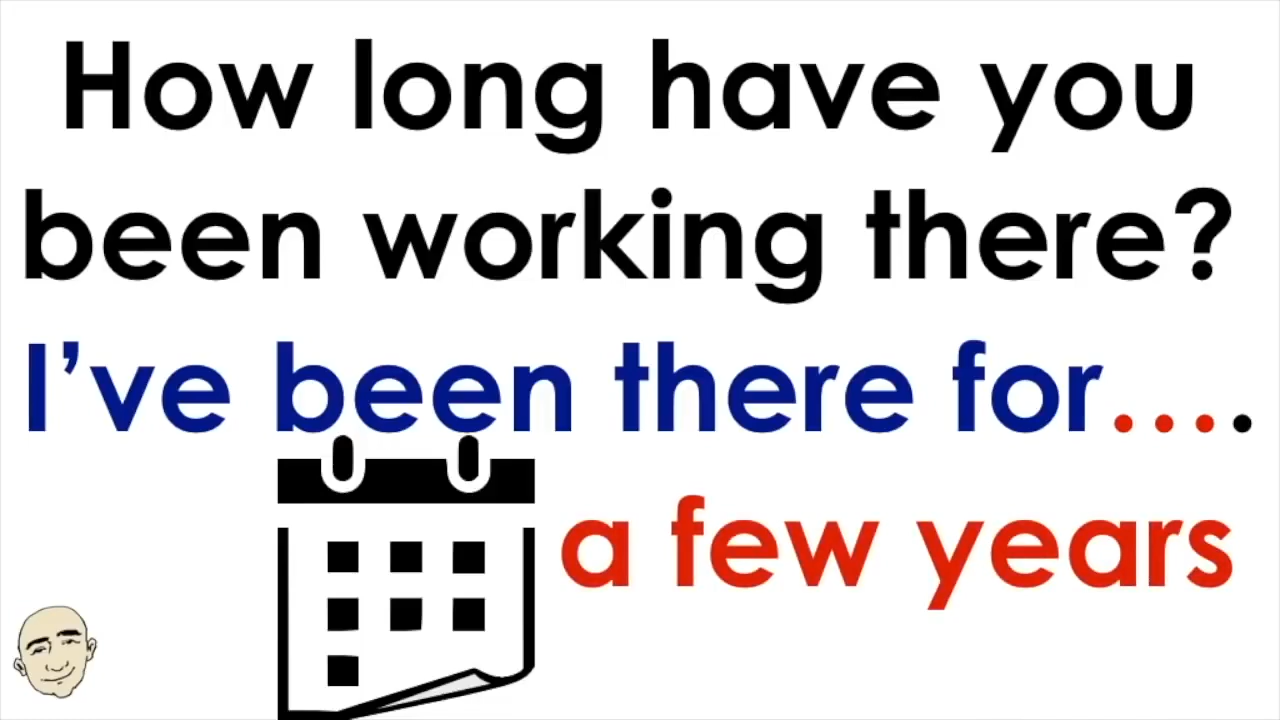 How long have you
been working there?
I've been there for....
a few years